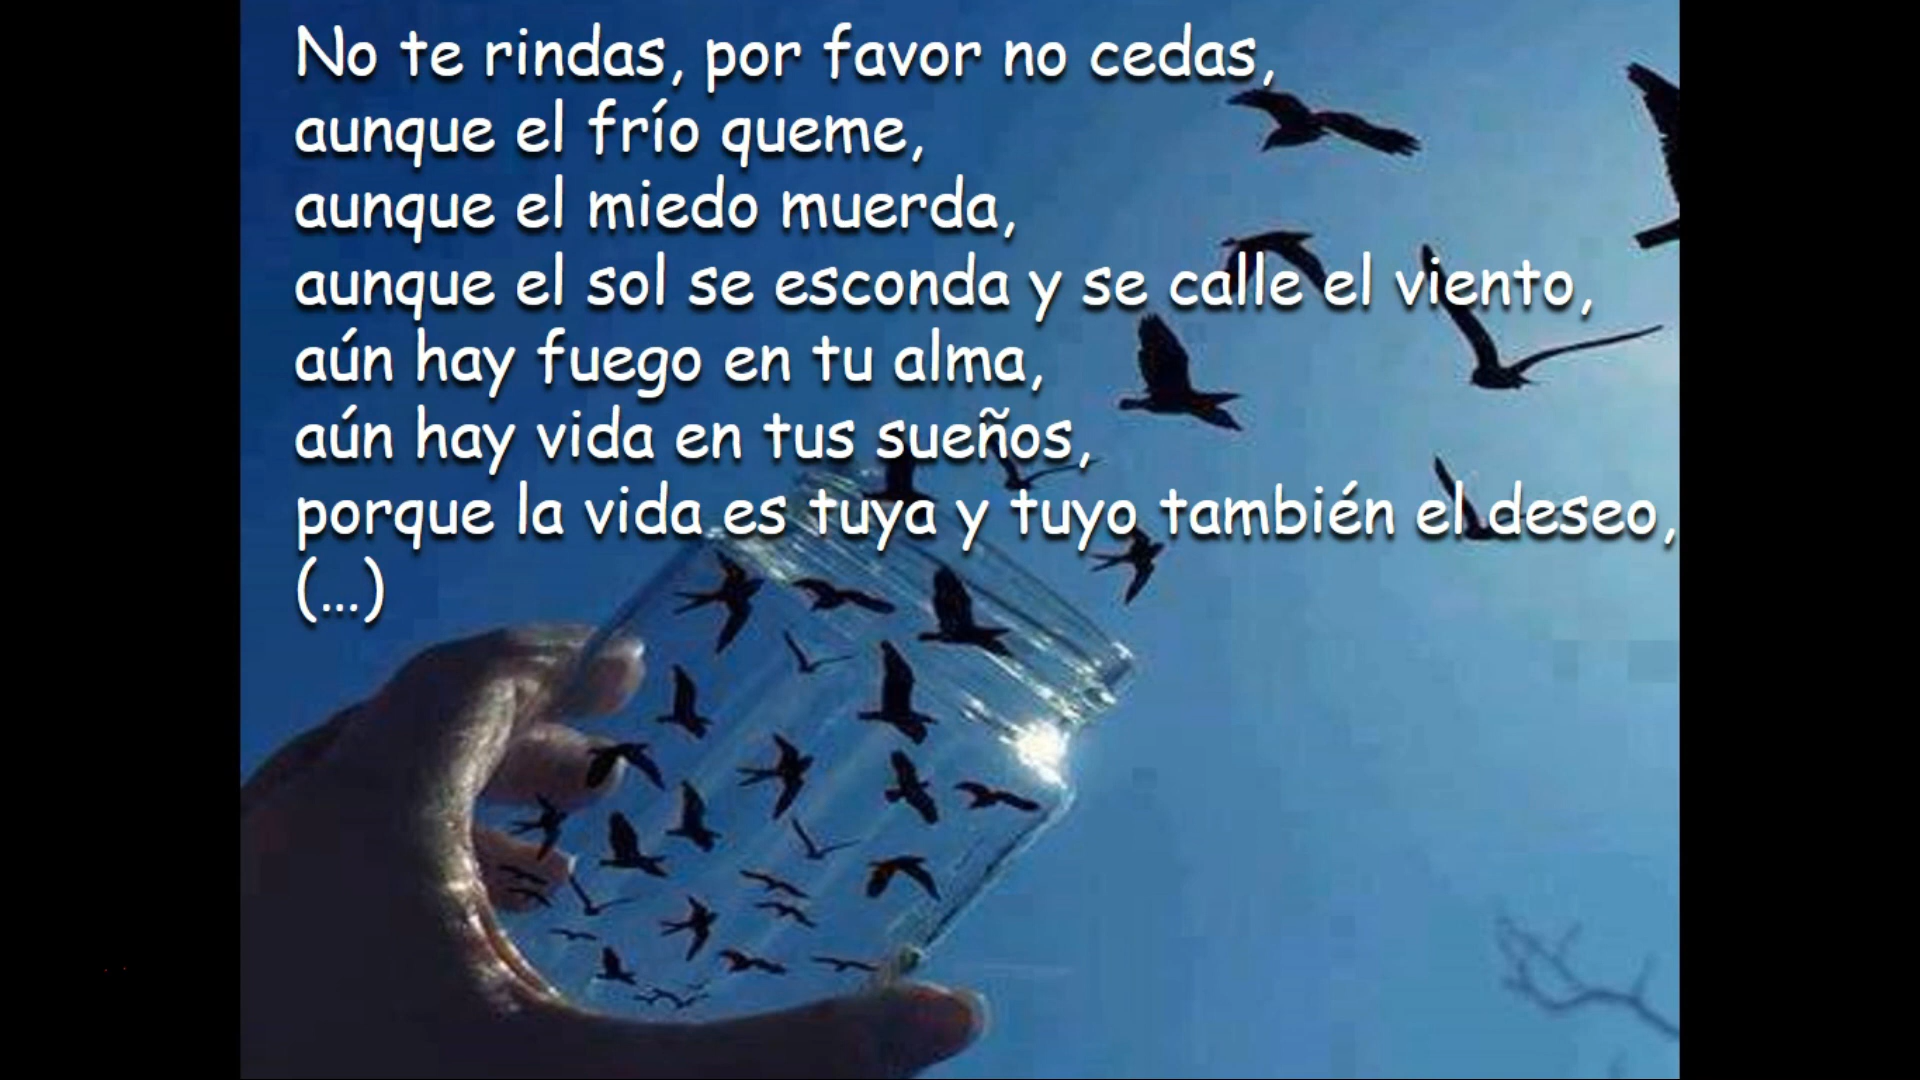 No te rindas, por favor no cedas,
aunque el frío queme,
aunque el miedo muerda,
aunque el sol se esconda y se calle el viento,
aún hay fuego en tu alma,
aún hay vida en tus sueños,
porque la vida es tuya y tuyo también el deseo,
(...)